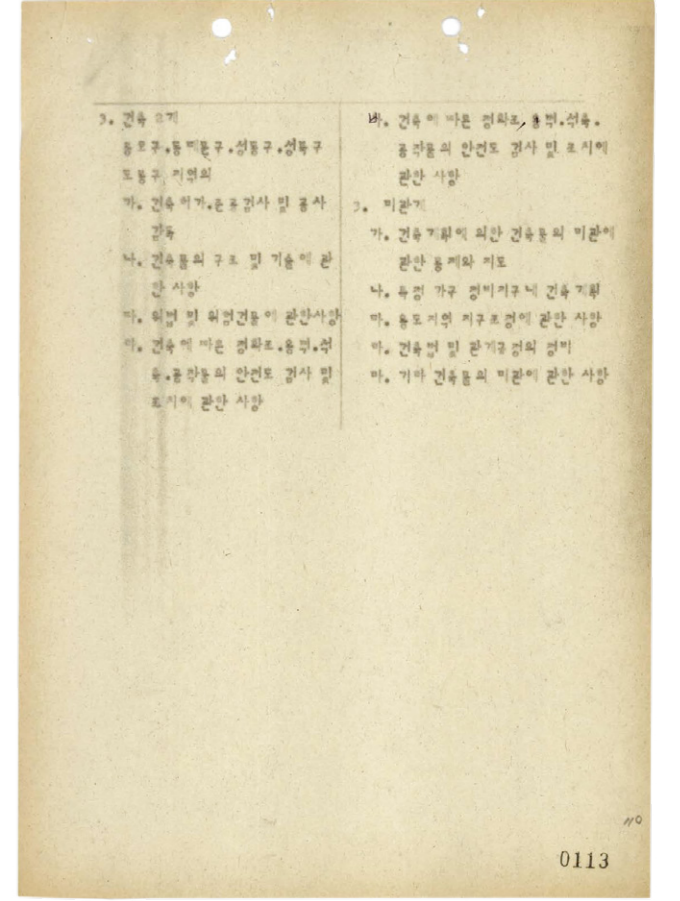 3. 건축 2계
동대문구.성동구.성북구
도봉구 지역의
가. 건축허가.준공검사 및 공사
감독
나. 건축물의 구조 및 기술에 관
한 사항
다. 위법 및 위험건물에 관한사항
라. 건축에 따른 정화조.옹벽.석
축.공작물의 안전도 검사 및
조치에 관한 사항
바. 건축에 따른 정화조,옹벽.석축.
공작물의 안전도 검사 및 조치에
관한 사항
3. 미관계
가. 건축계획에 의한 건축물의 미관에
관한 통제와 지도
나. 특정 가구 정비지구내 건축계획
다. 용도지역 지구조정에 관한 사항
라. 건축법 및 관계규정의 정비
마. 기타 건축물의 미관에 관한 사항
110
0113